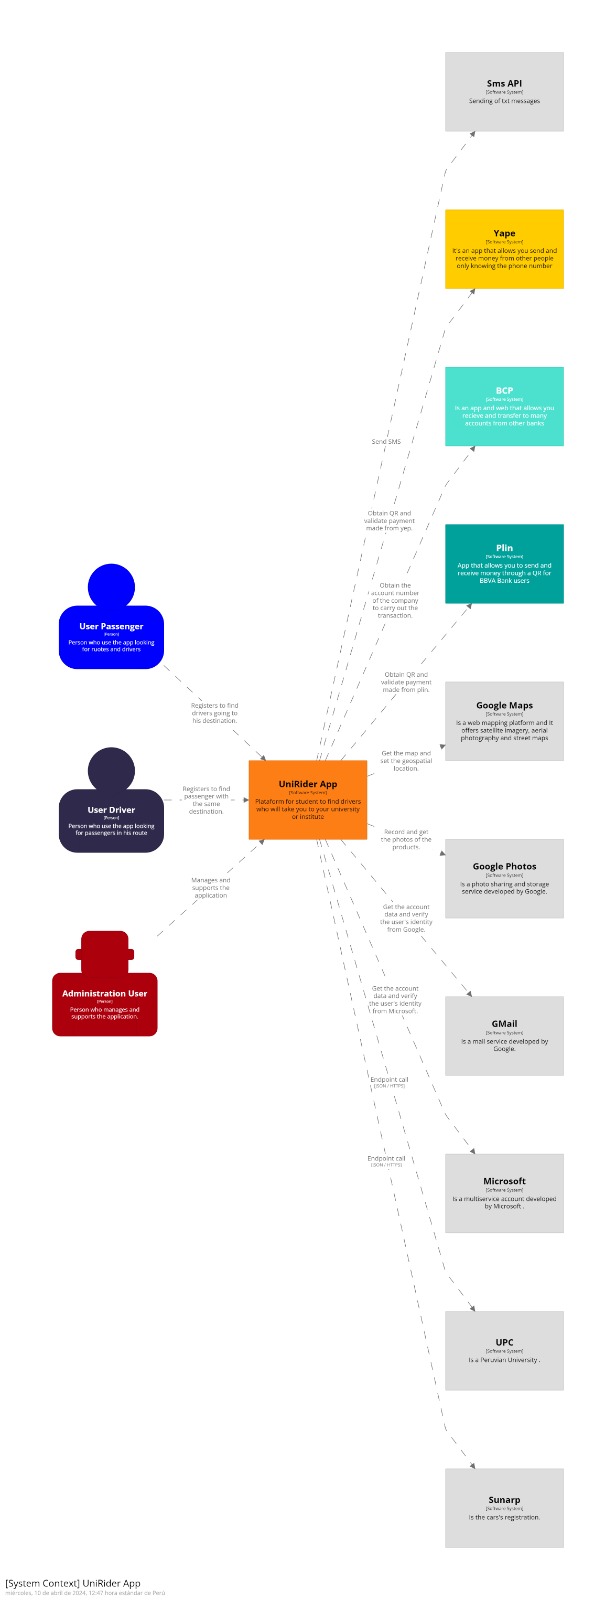 Sms API
[Software System]
Sending of txt messages
Yape
[Software System]
It's an app that allows you send and
receive money from other people
only knowing the phone number
BCP
[Software System]
Is an app and web that allows you
recieve and transfer to many
accounts from other banks
Send SMS
Obtain QR and
validate payment
made from yep.
Plin
[Software System]
App that allows you to send and
receive money through a QR for
BBVA Bank users
Obtain the
account number
of the company
to carry out the
transaction.
User Passenger
[Person]
Person who use the app looking
for ruotes and drivers
Obtain QR and
validate payment
made from plin.
Google Maps
[Software System]
Is a web mapping platform and it
offers satellite imagery, aerial
photography and street maps
Registers to find
drivers going to
his destination.
Get the map and
set the geospatial
location.
UniRider App
[Software System]
Plataform for student to find drivers
who will take you to your university
or institute
Registers to find
passenger with
the same
destination.
User Driver
[Person]
Person who use the app looking
for passengers in his route
Record and get
the photos of the
products.
Google Photos
[Software System]
Is a photo sharing and storage
service developed by Google.
Manages and
supports the
application
Get the account
data and verify
the user's identity
from Google.
Administration User
[Person]
Person who manages and
supports the application.
Get the account
data and verify
the user's identity
from Microsoft.
GMail
[Software System]
Is a mail service developed by
Google.
Endpoint call
[JSON / HTTPS]
Endpoint call
[JSON / HTTPS]
Microsoft
[Software System]
Is a multiservice account developed
by Microsoft .
UPC
[Software System]
Is a Peruvian University .
Sunarp
[Software System]
Is the cars's registration.
[System Context] UniRider App
miércoles, 10 de abril de 2024, 12:47 hora estándar de Perú